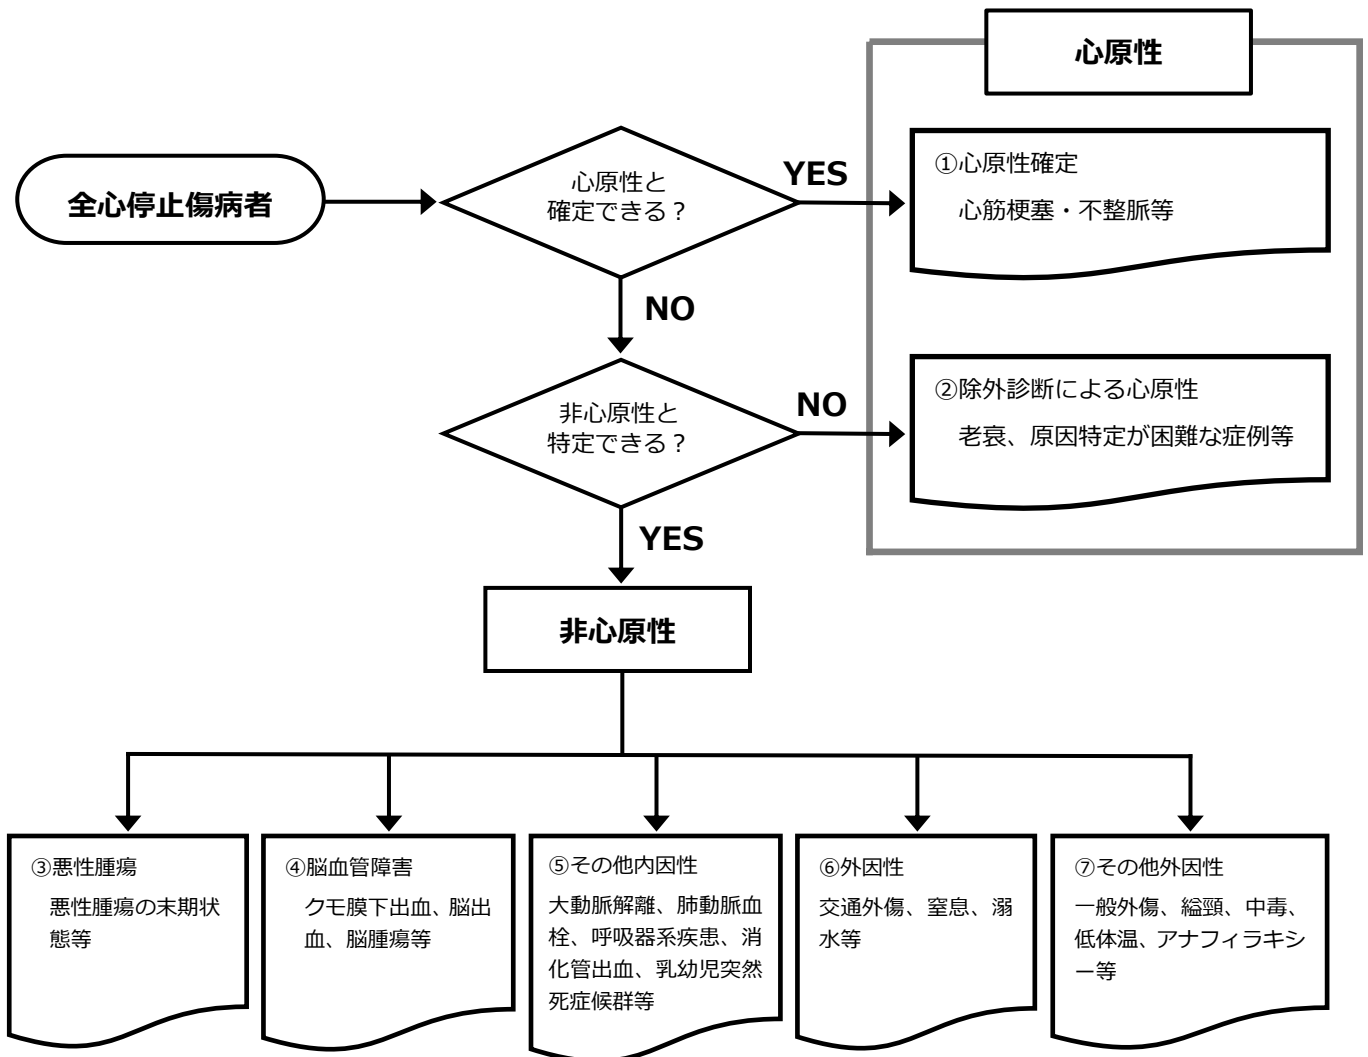 心原性
全心停止傷病者
心原性と
確定できる？
YES
①心原性確定
心筋梗塞・不整脈等
NO
非心原性と
特定できる？
NO
②除外診断による心原性
老衰、原因特定が困難な症例等
YES
非心原性
③悪性腫瘍
悪性腫瘍の末期状
態等
④脳血管障害
クモ膜下出血、脳出
血、脳腫瘍等
⑤その他内因性
大動脈解離、肺動脈血
栓、呼吸器系疾患、消
化管出血、乳幼児突然
死症候群等
⑥外因性
交通外傷、窒息、溺
水等
⑦その他外因性
一般外傷、縊頸、中毒、
低体温、アナフィラキシ
ー等